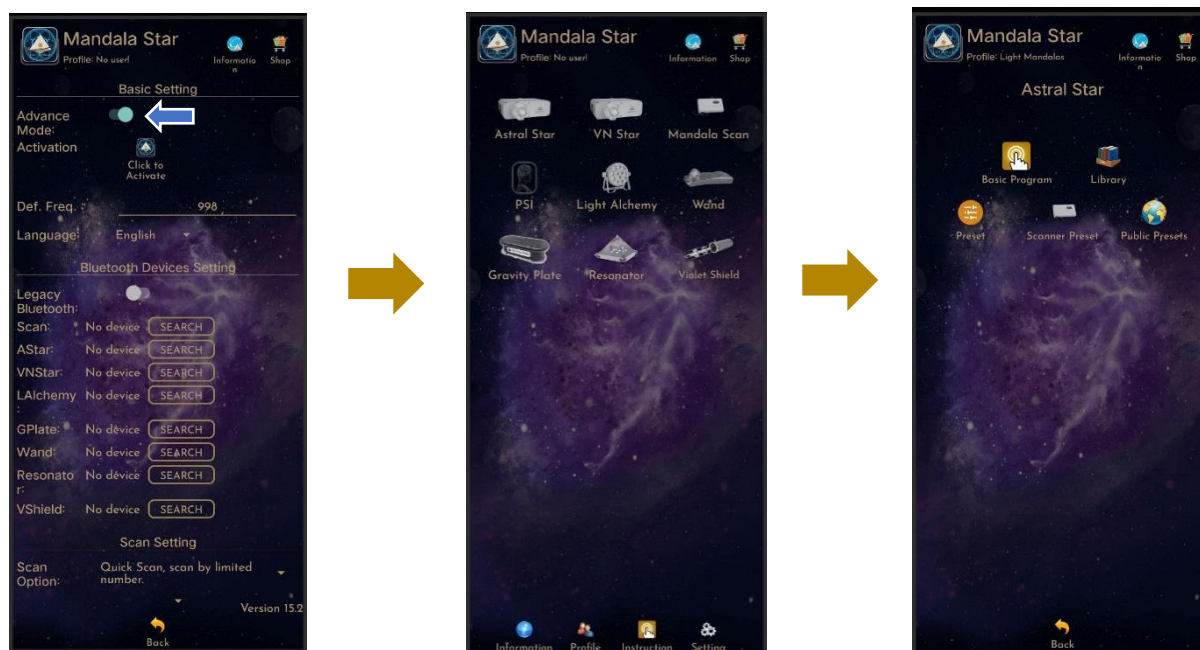 Mandala Star
Profile: No user!
Informatio
n
Shop
Basic Setting
Advance
Mode:
Activation
Click to
Activate
Def. Freq. :
998
Language:
English
Bluetooth Devices Setting
Legacy
Bluetooth:
Scan: No device SEARCH
AStar: No device SEARCH
VNStar: No device SEARCH
LAlchemy
:
No device SEARCH
GPlate: No device SEARCH
Wand: No device SEARCH
Resonato
r:
No device SEARCH
VShield: No device SEARCH
Scan Setting
Scan
Option:
Quick Scan, scan by limited
number.
Version 15.2
Back
Mandala Star
Profile: No user!
Information Shop
Astral Star VN Star Mandala Scan
PSI Light Alchemy Wand
Gravity Plate Resonator Violet Shield
Information Profile Instruction Setting
Mandala Star
Profile: Light Mandalas
Informatio
n
Shop
Astral Star
Basic Program Library
Preset Scanner Preset Public Presets
Back